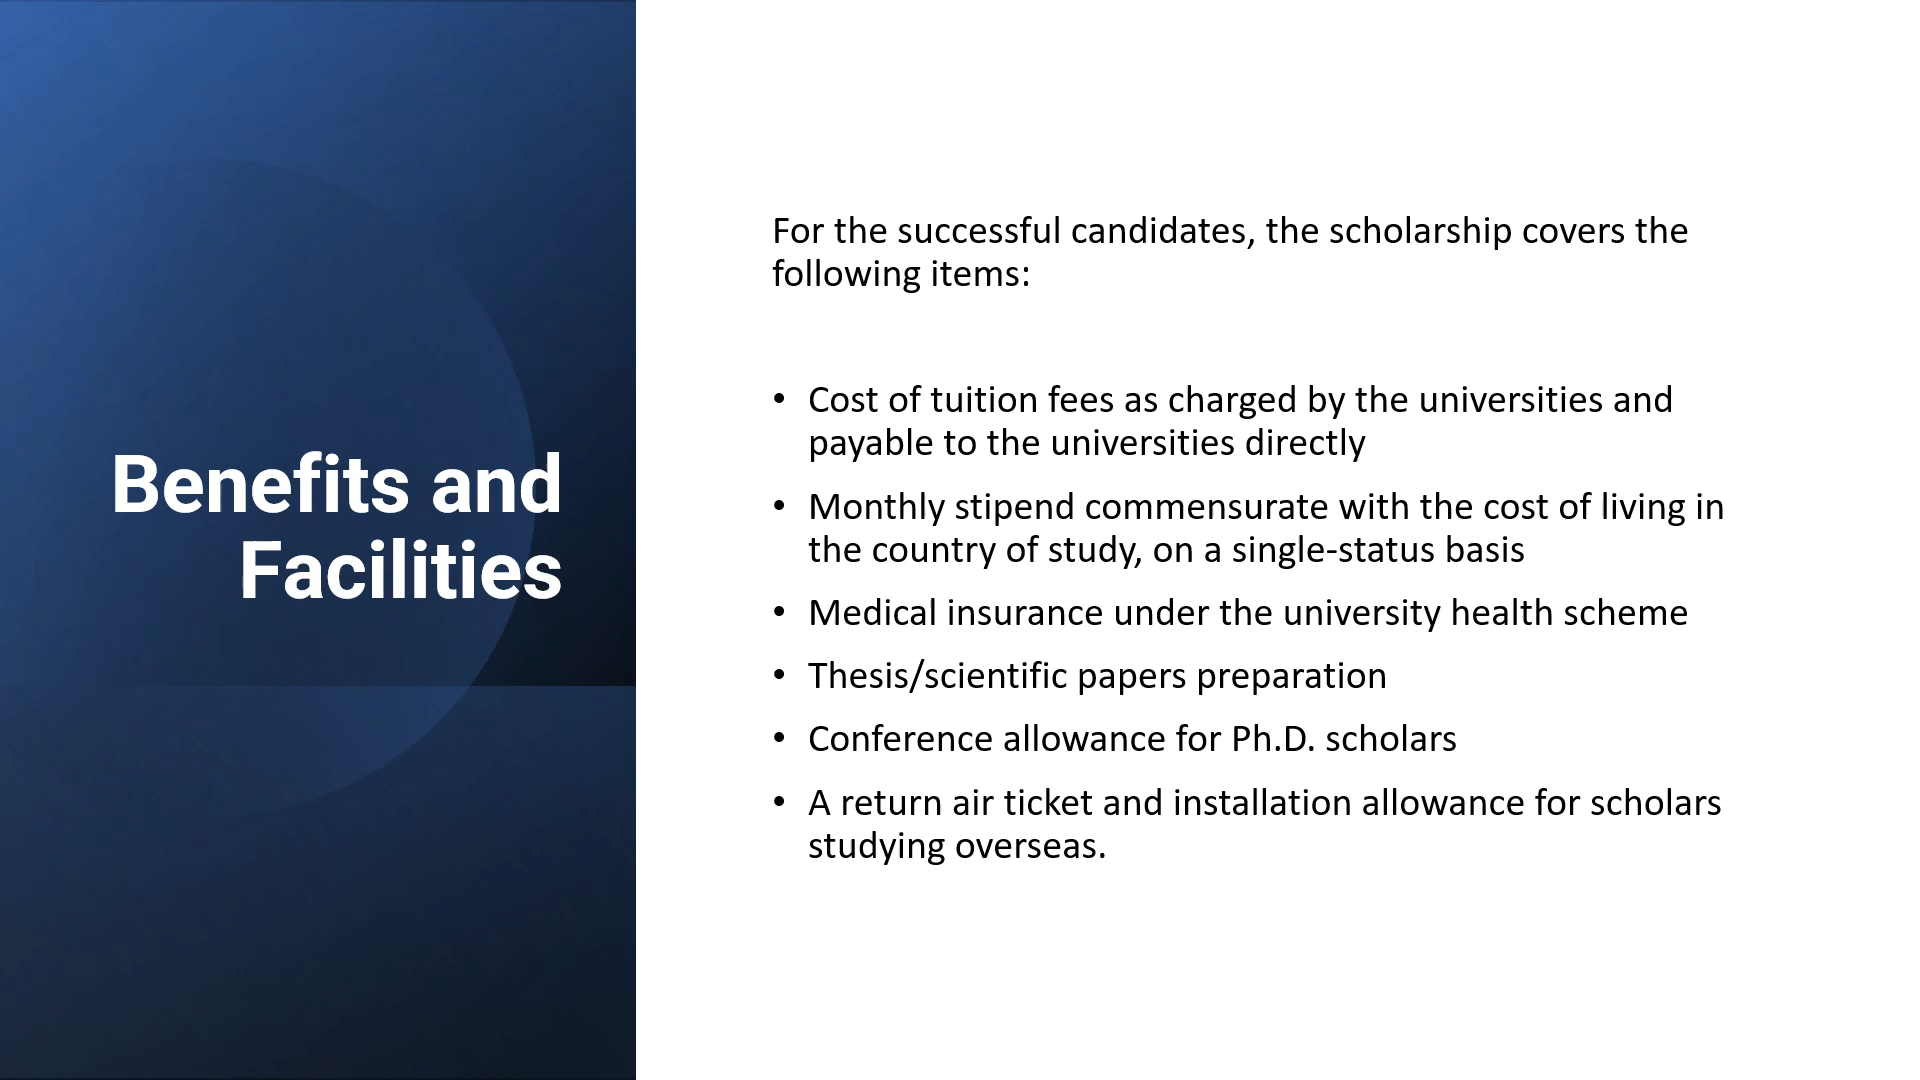 Benefits and
Facilities
For the successful candidates, the scholarship covers the
following items:
• Cost of tuition fees as charged by the universities and
payable to the universities directly
• Monthly stipend commensurate with the cost of living in
the country of study, on a single-status basis
• Medical insurance under the university health scheme
• Thesis/scientific papers preparation
• Conference allowance for Ph.D. scholars
• A return air ticket and installation allowance for scholars
studying overseas.